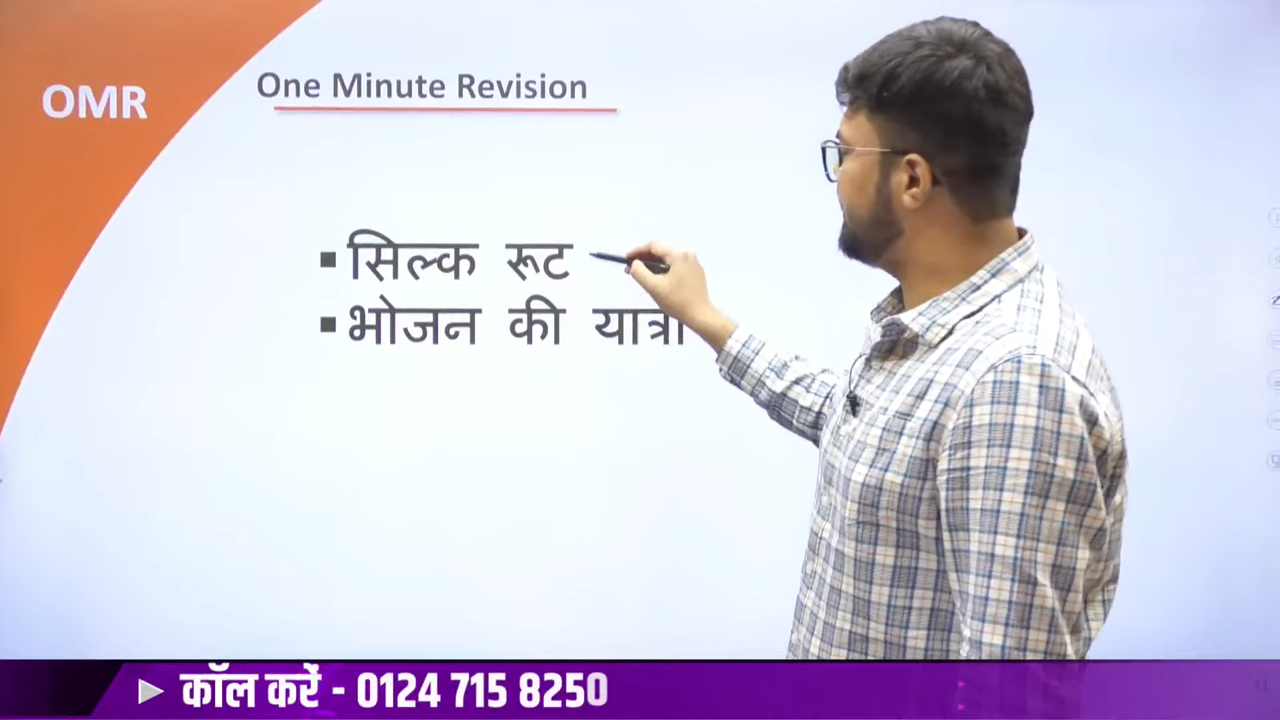 OMR
One Minute Revision
▪ सिल्क रूट
▪ भोजन की यात्रा
कॉल करें - 0124 715 8250